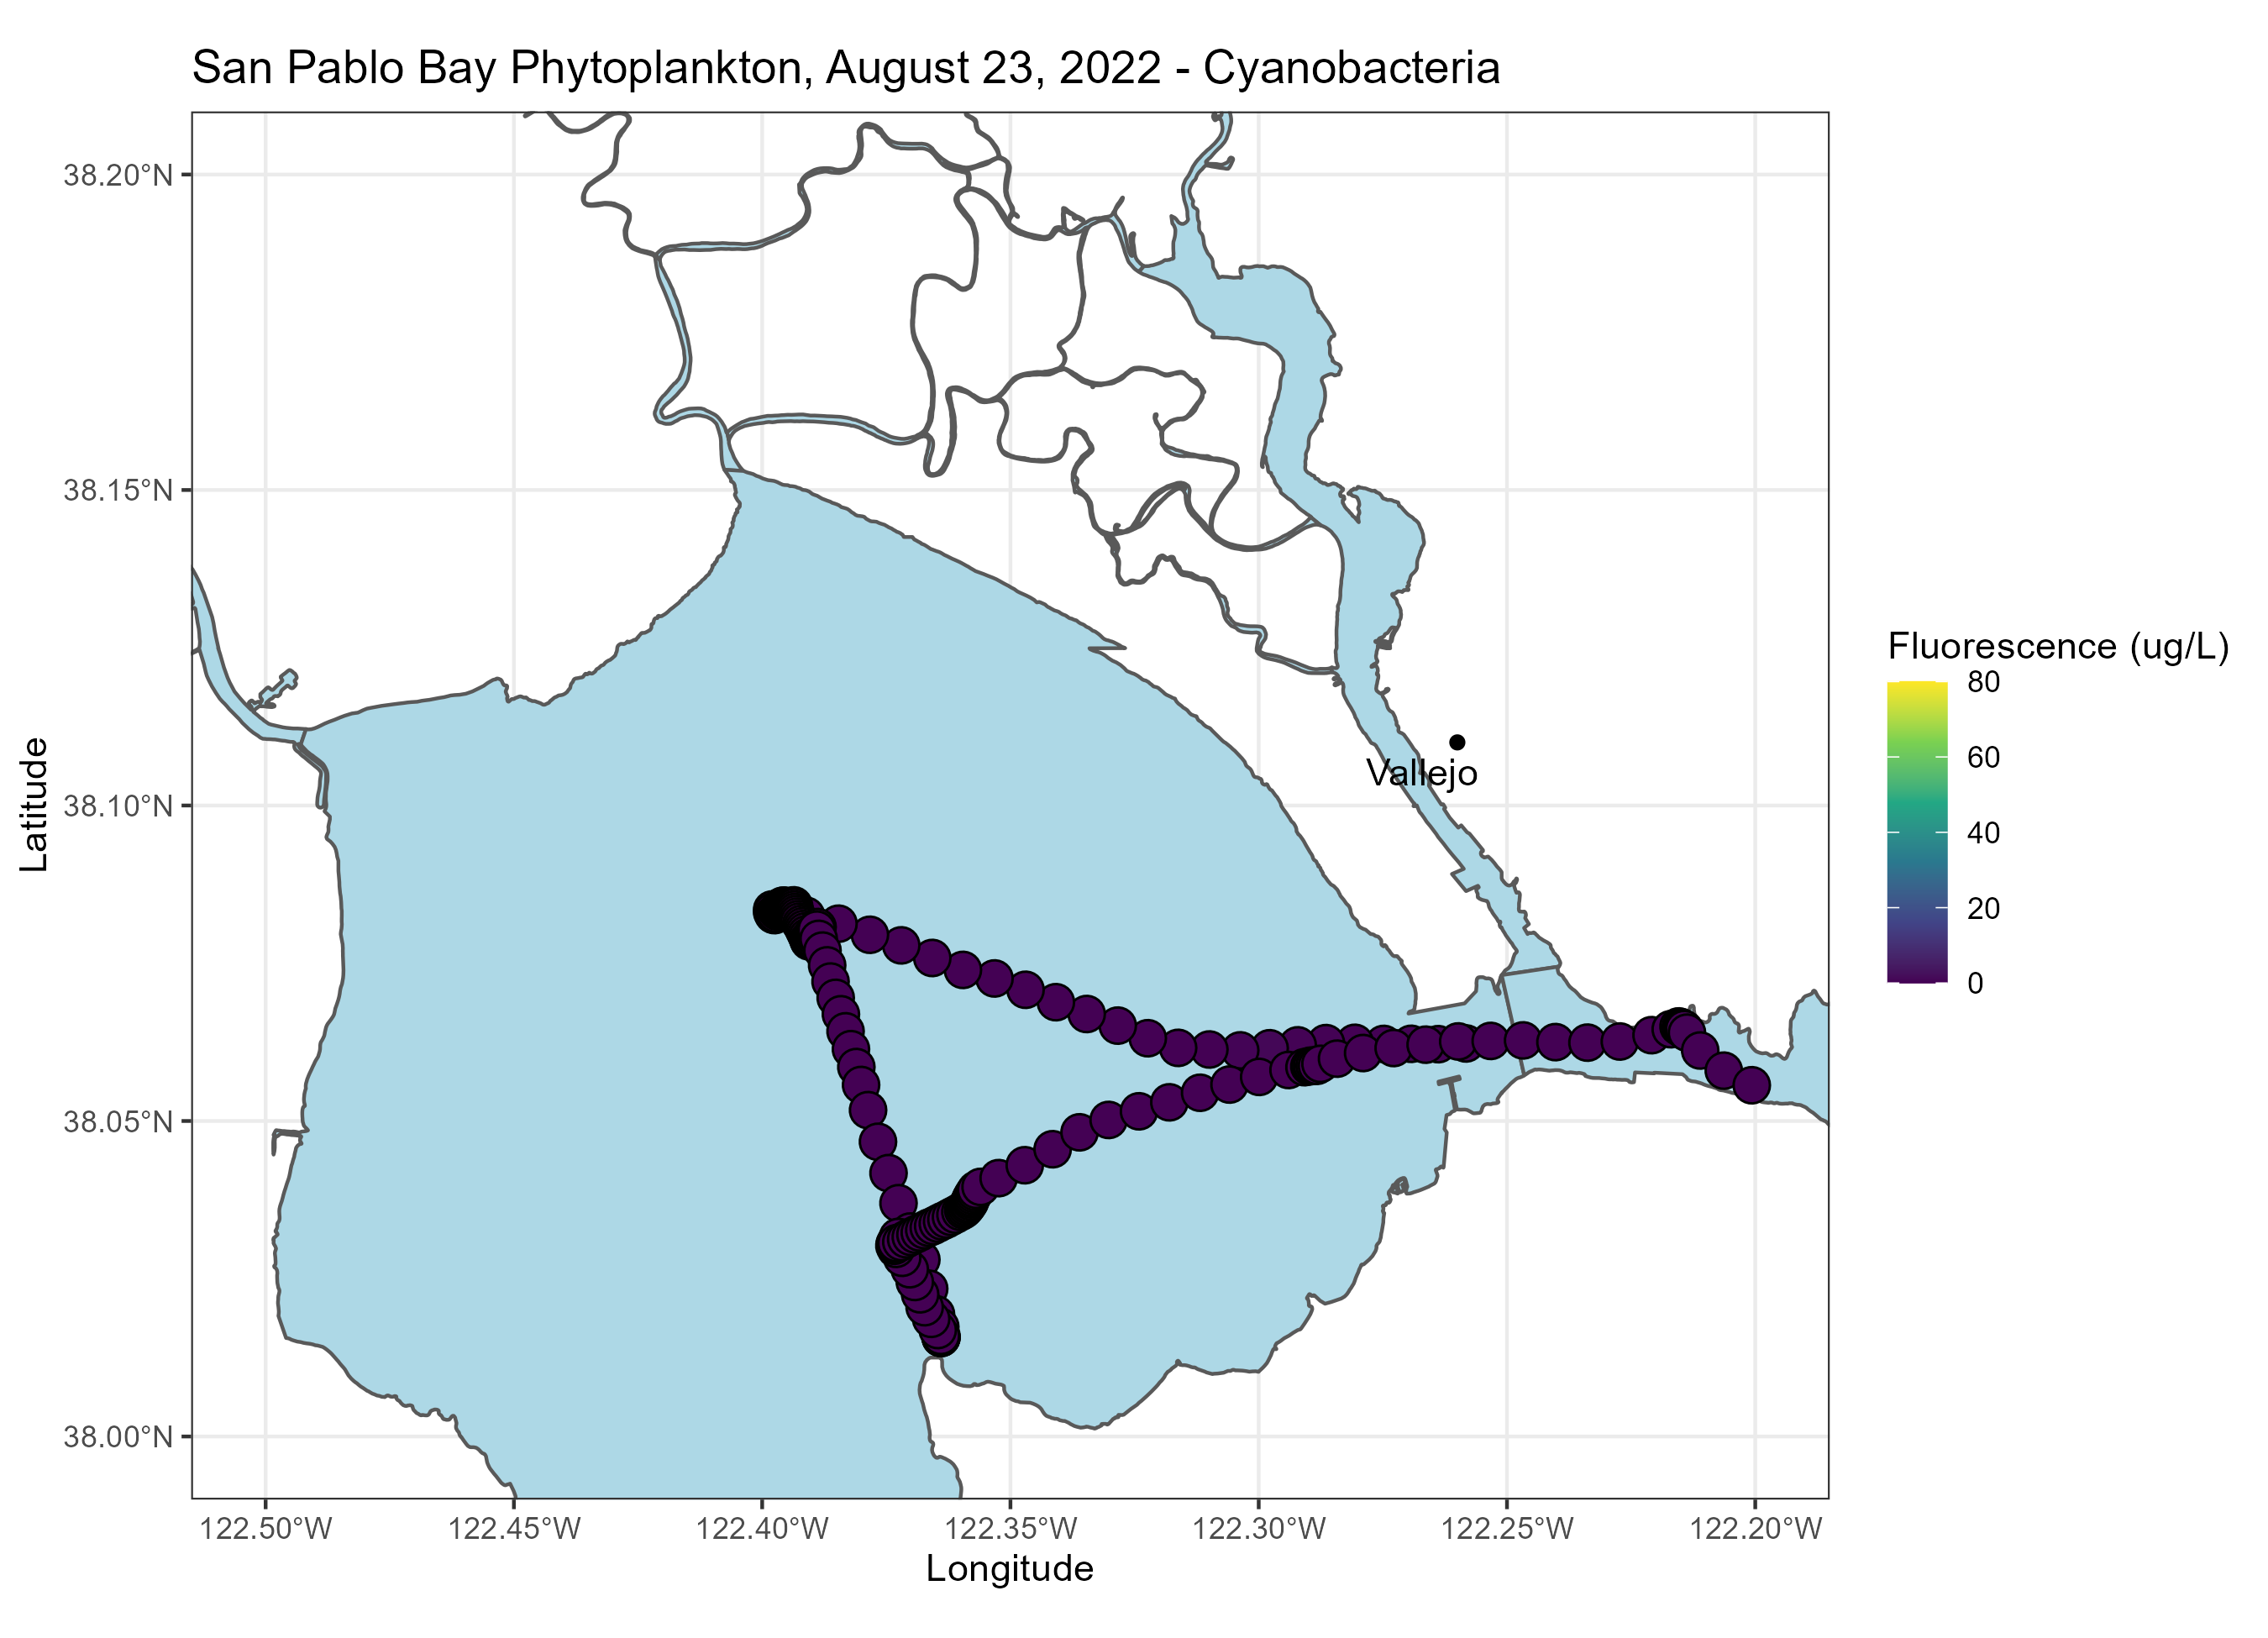 San Pablo Bay Phytoplankton, August 23, 2022 - Cyanobacteria
38.20°N
38.15°N
38.10°N
38.05°N
38.00°N
Latitude
Vallejo
122.50°W
122.45°W
122.40°W
122.35°W
122.30°W
122.25°W
122.20°W
Longitude
Fluorescence (ug/L)
80
60
40
20
0